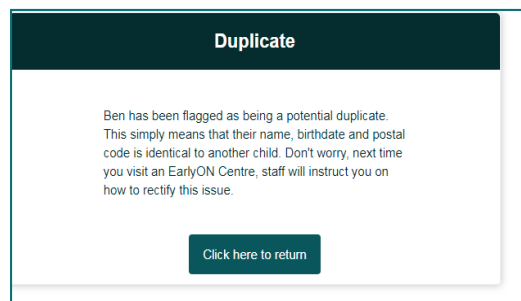 Duplicate
Ben has been flagged as being a potential duplicate.
This simply means that their name, birthdate and postal
code is identical to another child. Don't worry, next time
you visit an EarlyON Centre, staff will instruct you on
how to rectify this issue.
Click here to return